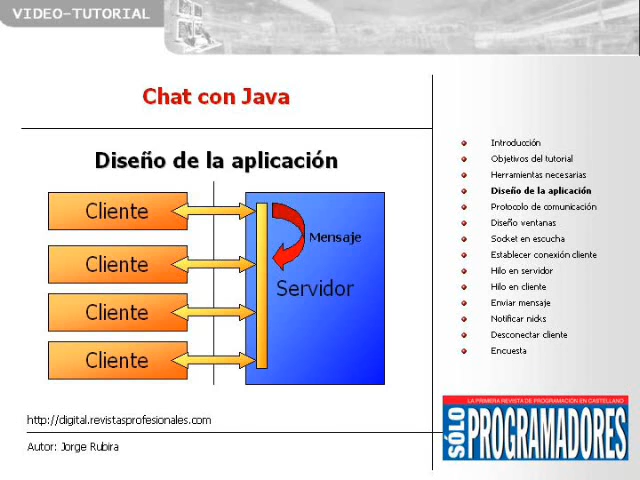 VIDEO-TUTORIAL
Chat con Java
Diseño de la aplicación
Cliente
Cliente
Cliente
Cliente
Mensaje
Servidor
http://digital.revistasprofesionales.com
Autor: Jorge Rubira
Introducción
Objetivos del tutorial
Herramientas necesarias
Diseño de la aplicación
Protocolo de comunicación
Diseño ventanas
Socket en escucha
Establecer conexión cliente
Hilo en servidor
Hilo en cliente
Enviar mensaje
Notificar nicks
Desconectar cliente
Encuesta
LA PRIMERA REVISTA DE PROGRAMACIÓN EN CASTELLANO
SÓLO
PROGRAMADORES